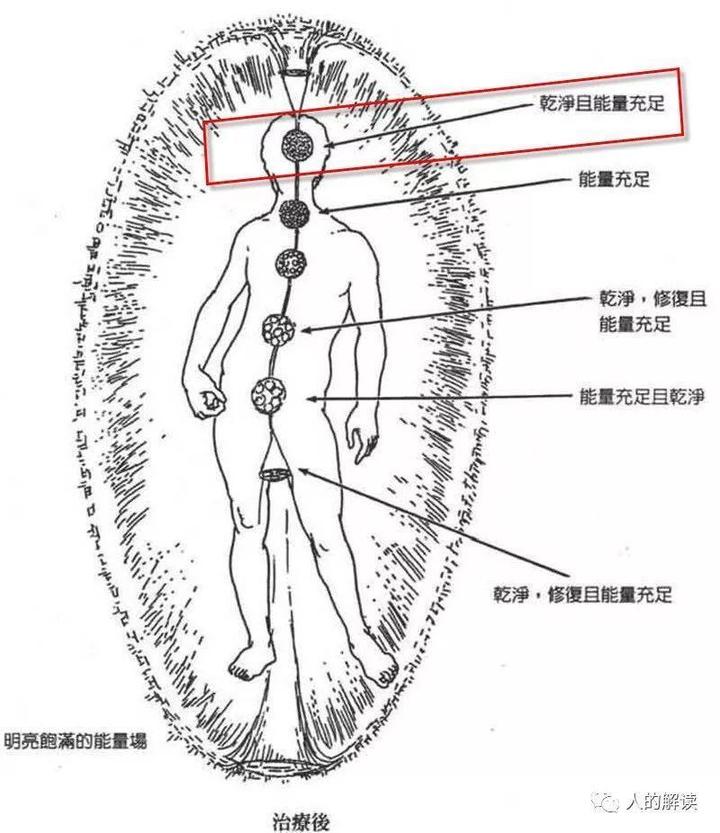 乾淨且能量充足
能量充足
乾淨，修復且
能量充足
能量充足且乾淨
乾淨，修復且能量充足
明亮飽滿的能量場
治療後
人的解读